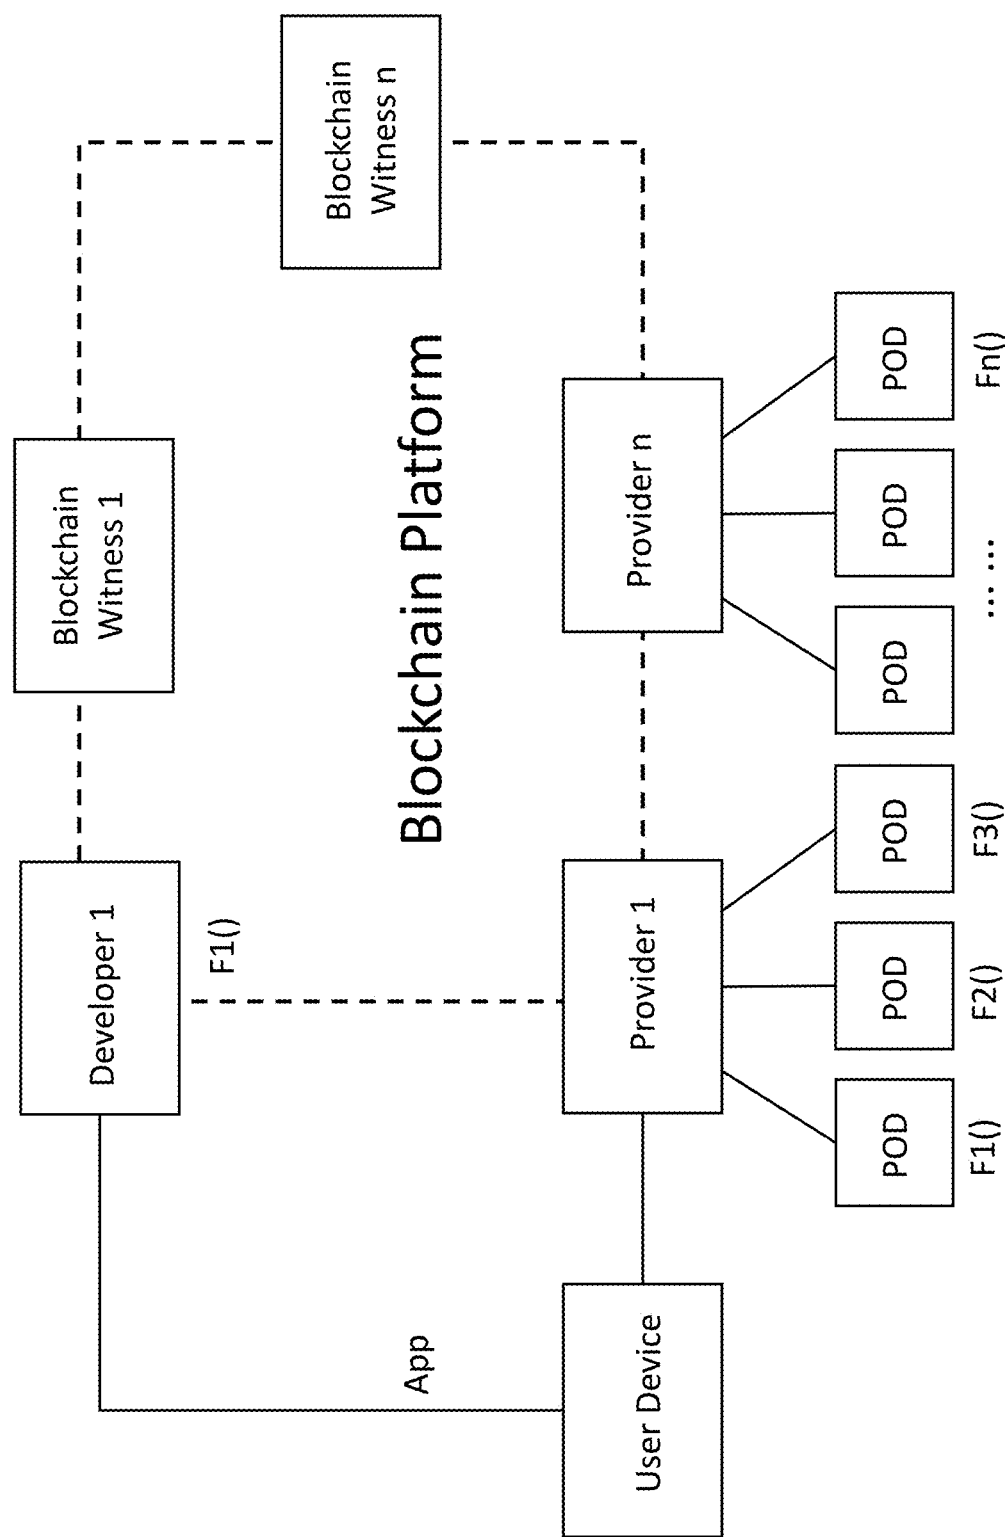 Developer 1
Blockchain
Witness 1
F1()
Blockchain
Witness n
App
Blockchain Platform
User Device
Provider 1
Provider n
POD
POD
POD
POD
POD
POD
F1()
F2()
F3()
... ...
Fn()